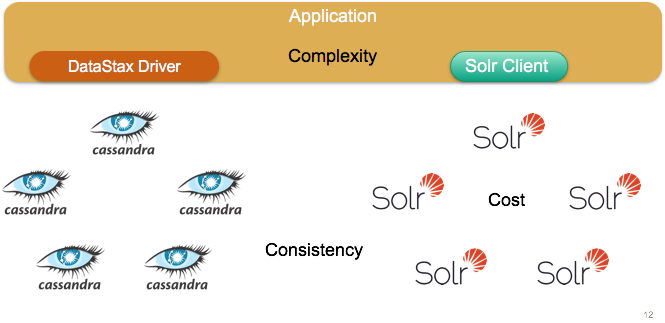 Application
Complexity
DataStax Driver
Solr Client
cassandra
Solr
cassandra
cassandra
Solr
Cost
Solr
Consistency
cassandra
cassandra
Solr
Solr
12